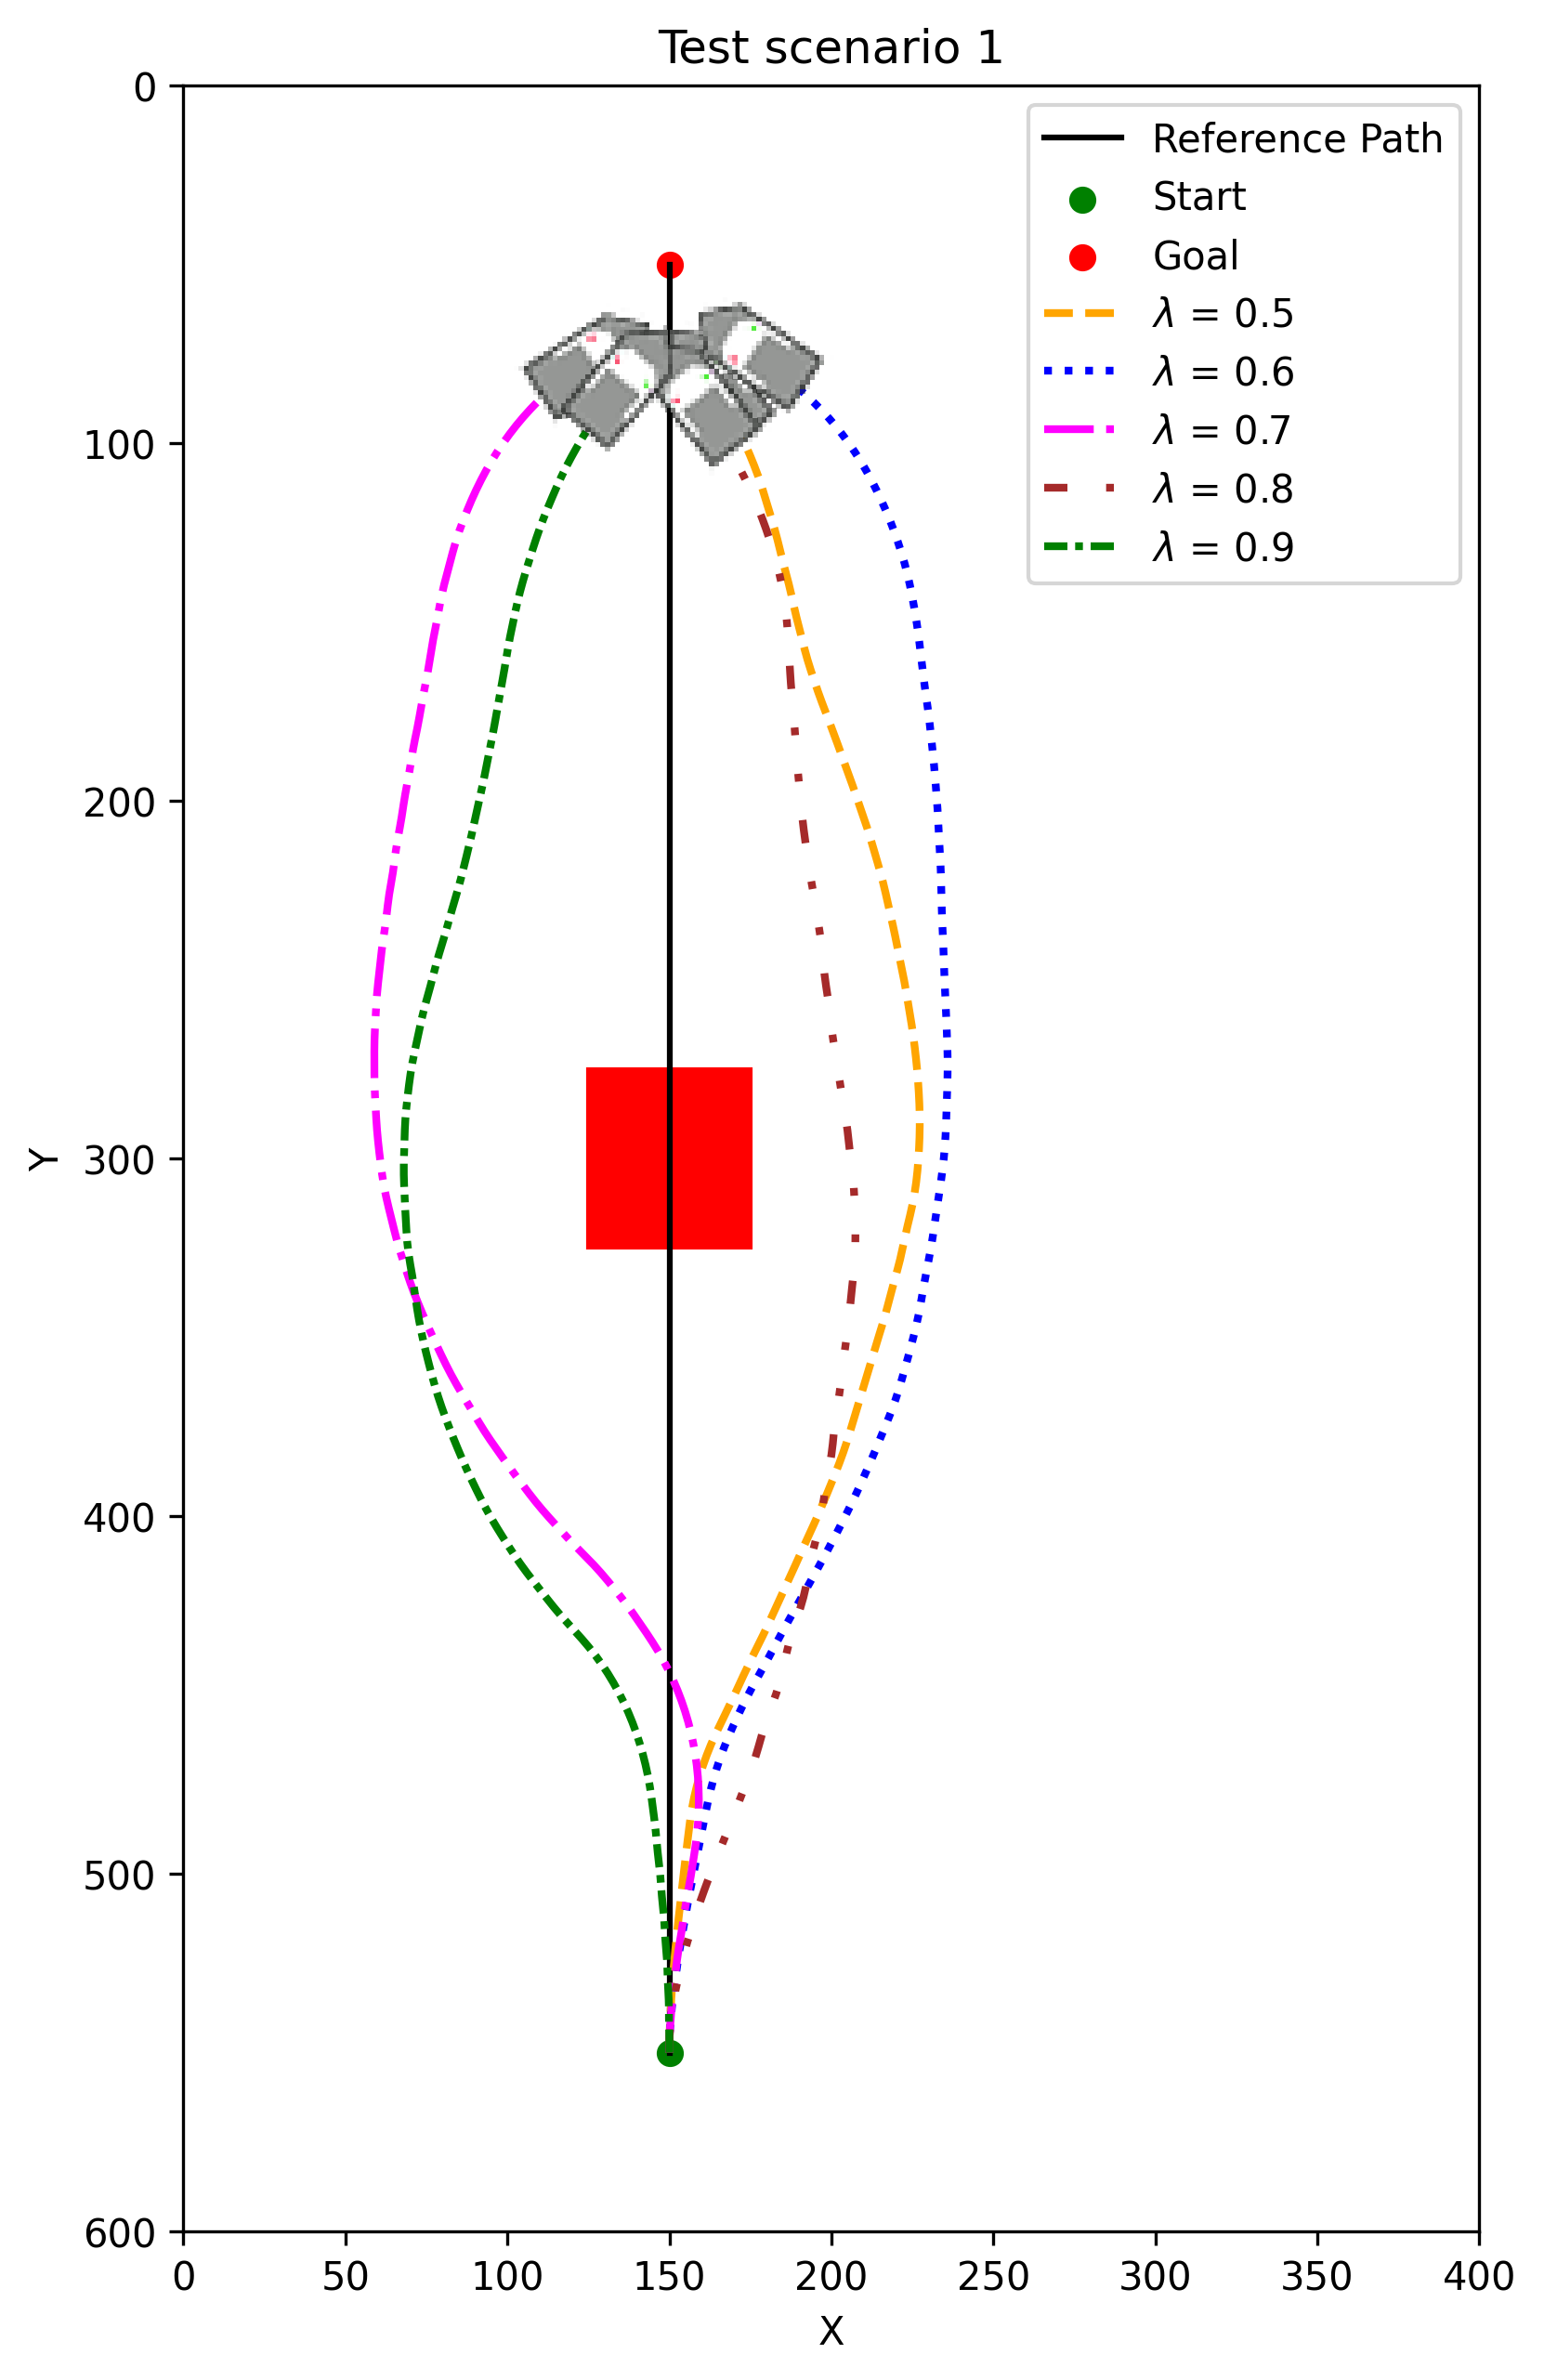 Test scenario 1
Reference Path
Start
Goal
λ = 0.5
λ = 0.6
λ = 0.7
λ = 0.8
λ = 0.9
0
100
200
300
400
500
600
Y
0 50 100 150 200 250 300 350 400
X